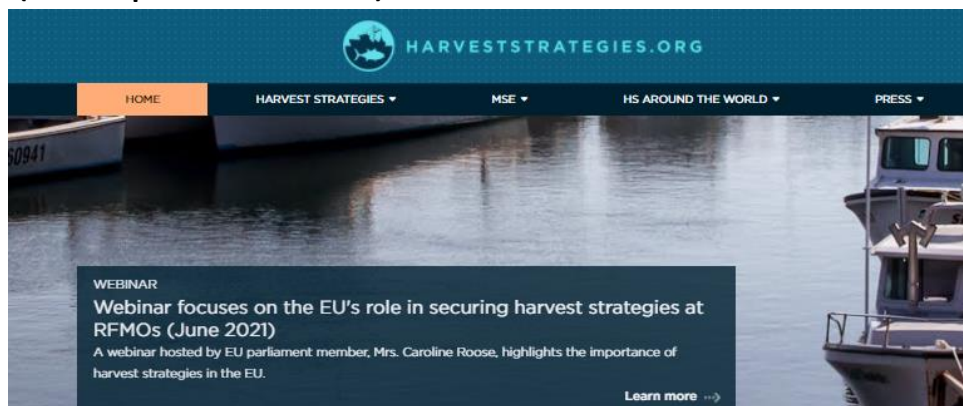 HARVESTSTRATEGIES.ORG
HOME HARVEST STRATEGIES ▾ MSE ▾ HS AROUND THE WORLD ▾ PRESS ▾
60941
WEBINAR
Webinar focuses on the EU's role in securing harvest strategies at
RFMOs (June 2021)
A webinar hosted by EU parliament member, Mrs. Caroline Roose, highlights the importance of
harvest strategies in the EU.
Learn more